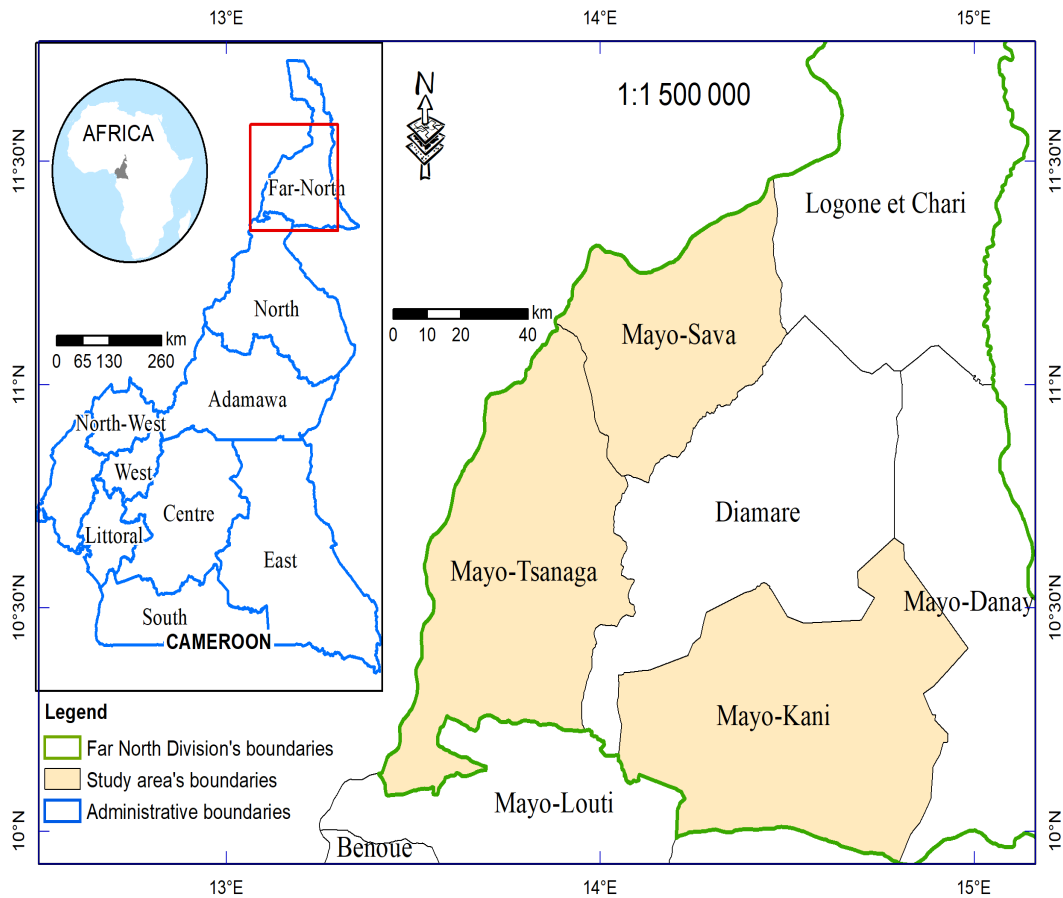 13°E
14°E
15°E
N
1:1 500 000
AFRICA
11°30'N
11°30'N
Far-North
Logone et Chari
North
km
0 10 20 40
Mayo-Sava
km
0 65 130 260
11°N
11°N
Adamawa
North-West
West
Centre
Diamare
Littoral
East
Mayo-Tsanaga
10°30'N
10°30'N
Mayo-Danay
South
CAMEROON
Legend
Mayo-Kani
Far North Division's boundaries
Study area's boundaries
Mayo-Louti
Administrative boundaries
10°N
10°N
Benoue
13°E
14°E
15°E